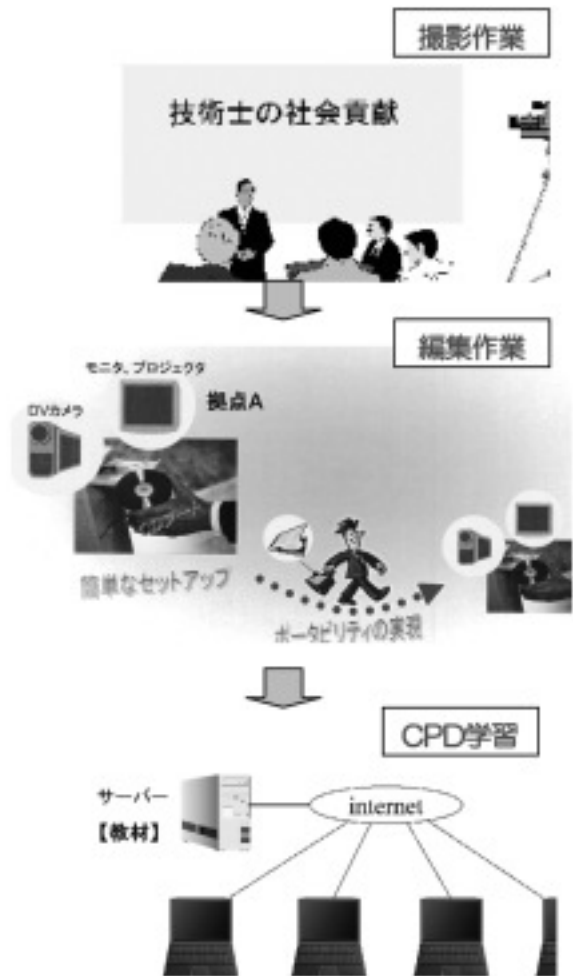 撮影作業
技術士の社会貢献
編集作業
モニタ、プロジェクタ
拠点A
DVカメラ
簡単なセットアップ
ポータビリティの実現
CPD学習
サーバー
【教材】
internet